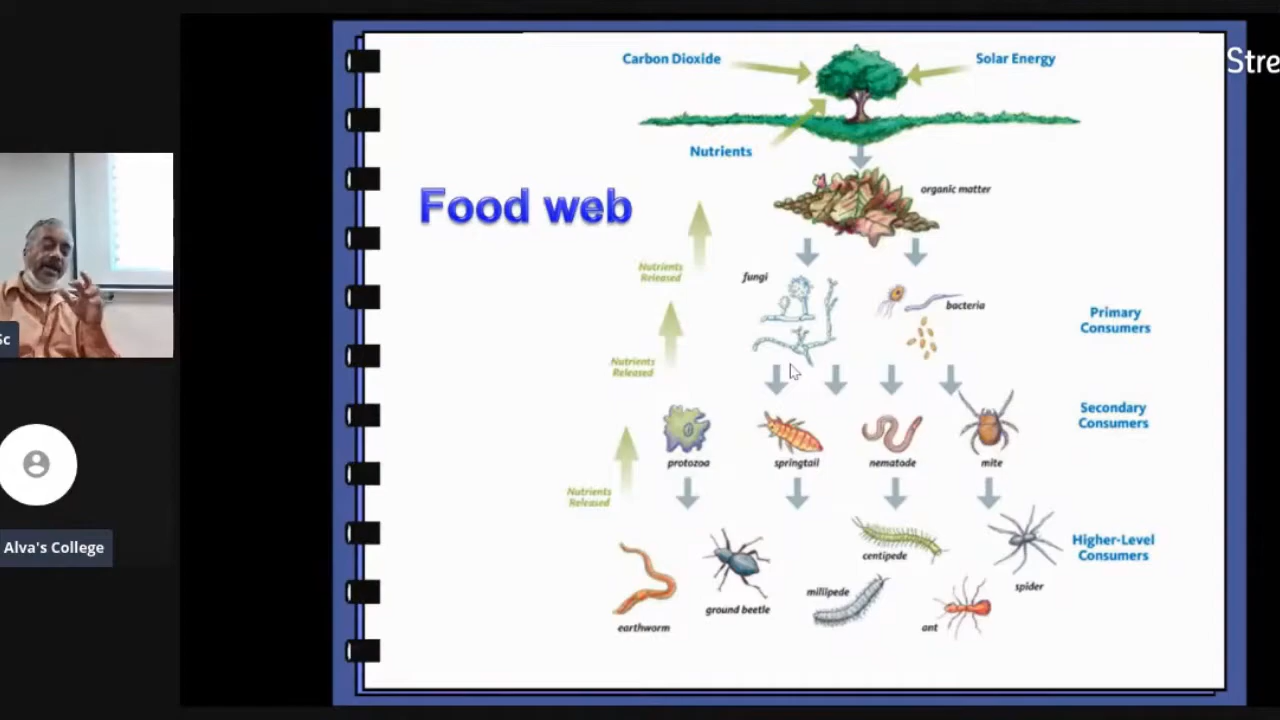 Carbon Dioxide
Solar Energy
Stre
Nutrients
organic matter
Food web
Nutrients
Released
fungi
bacteria
Primary
Consumers
Nutrients
Released
Secondary
Consumers
protozoa
springtail
nematode
mite
Nutrients
Released
Higher-Level
Consumers
centipede
spider
millipede
ground beetle
earthworm
ant
Sc
Alva's College